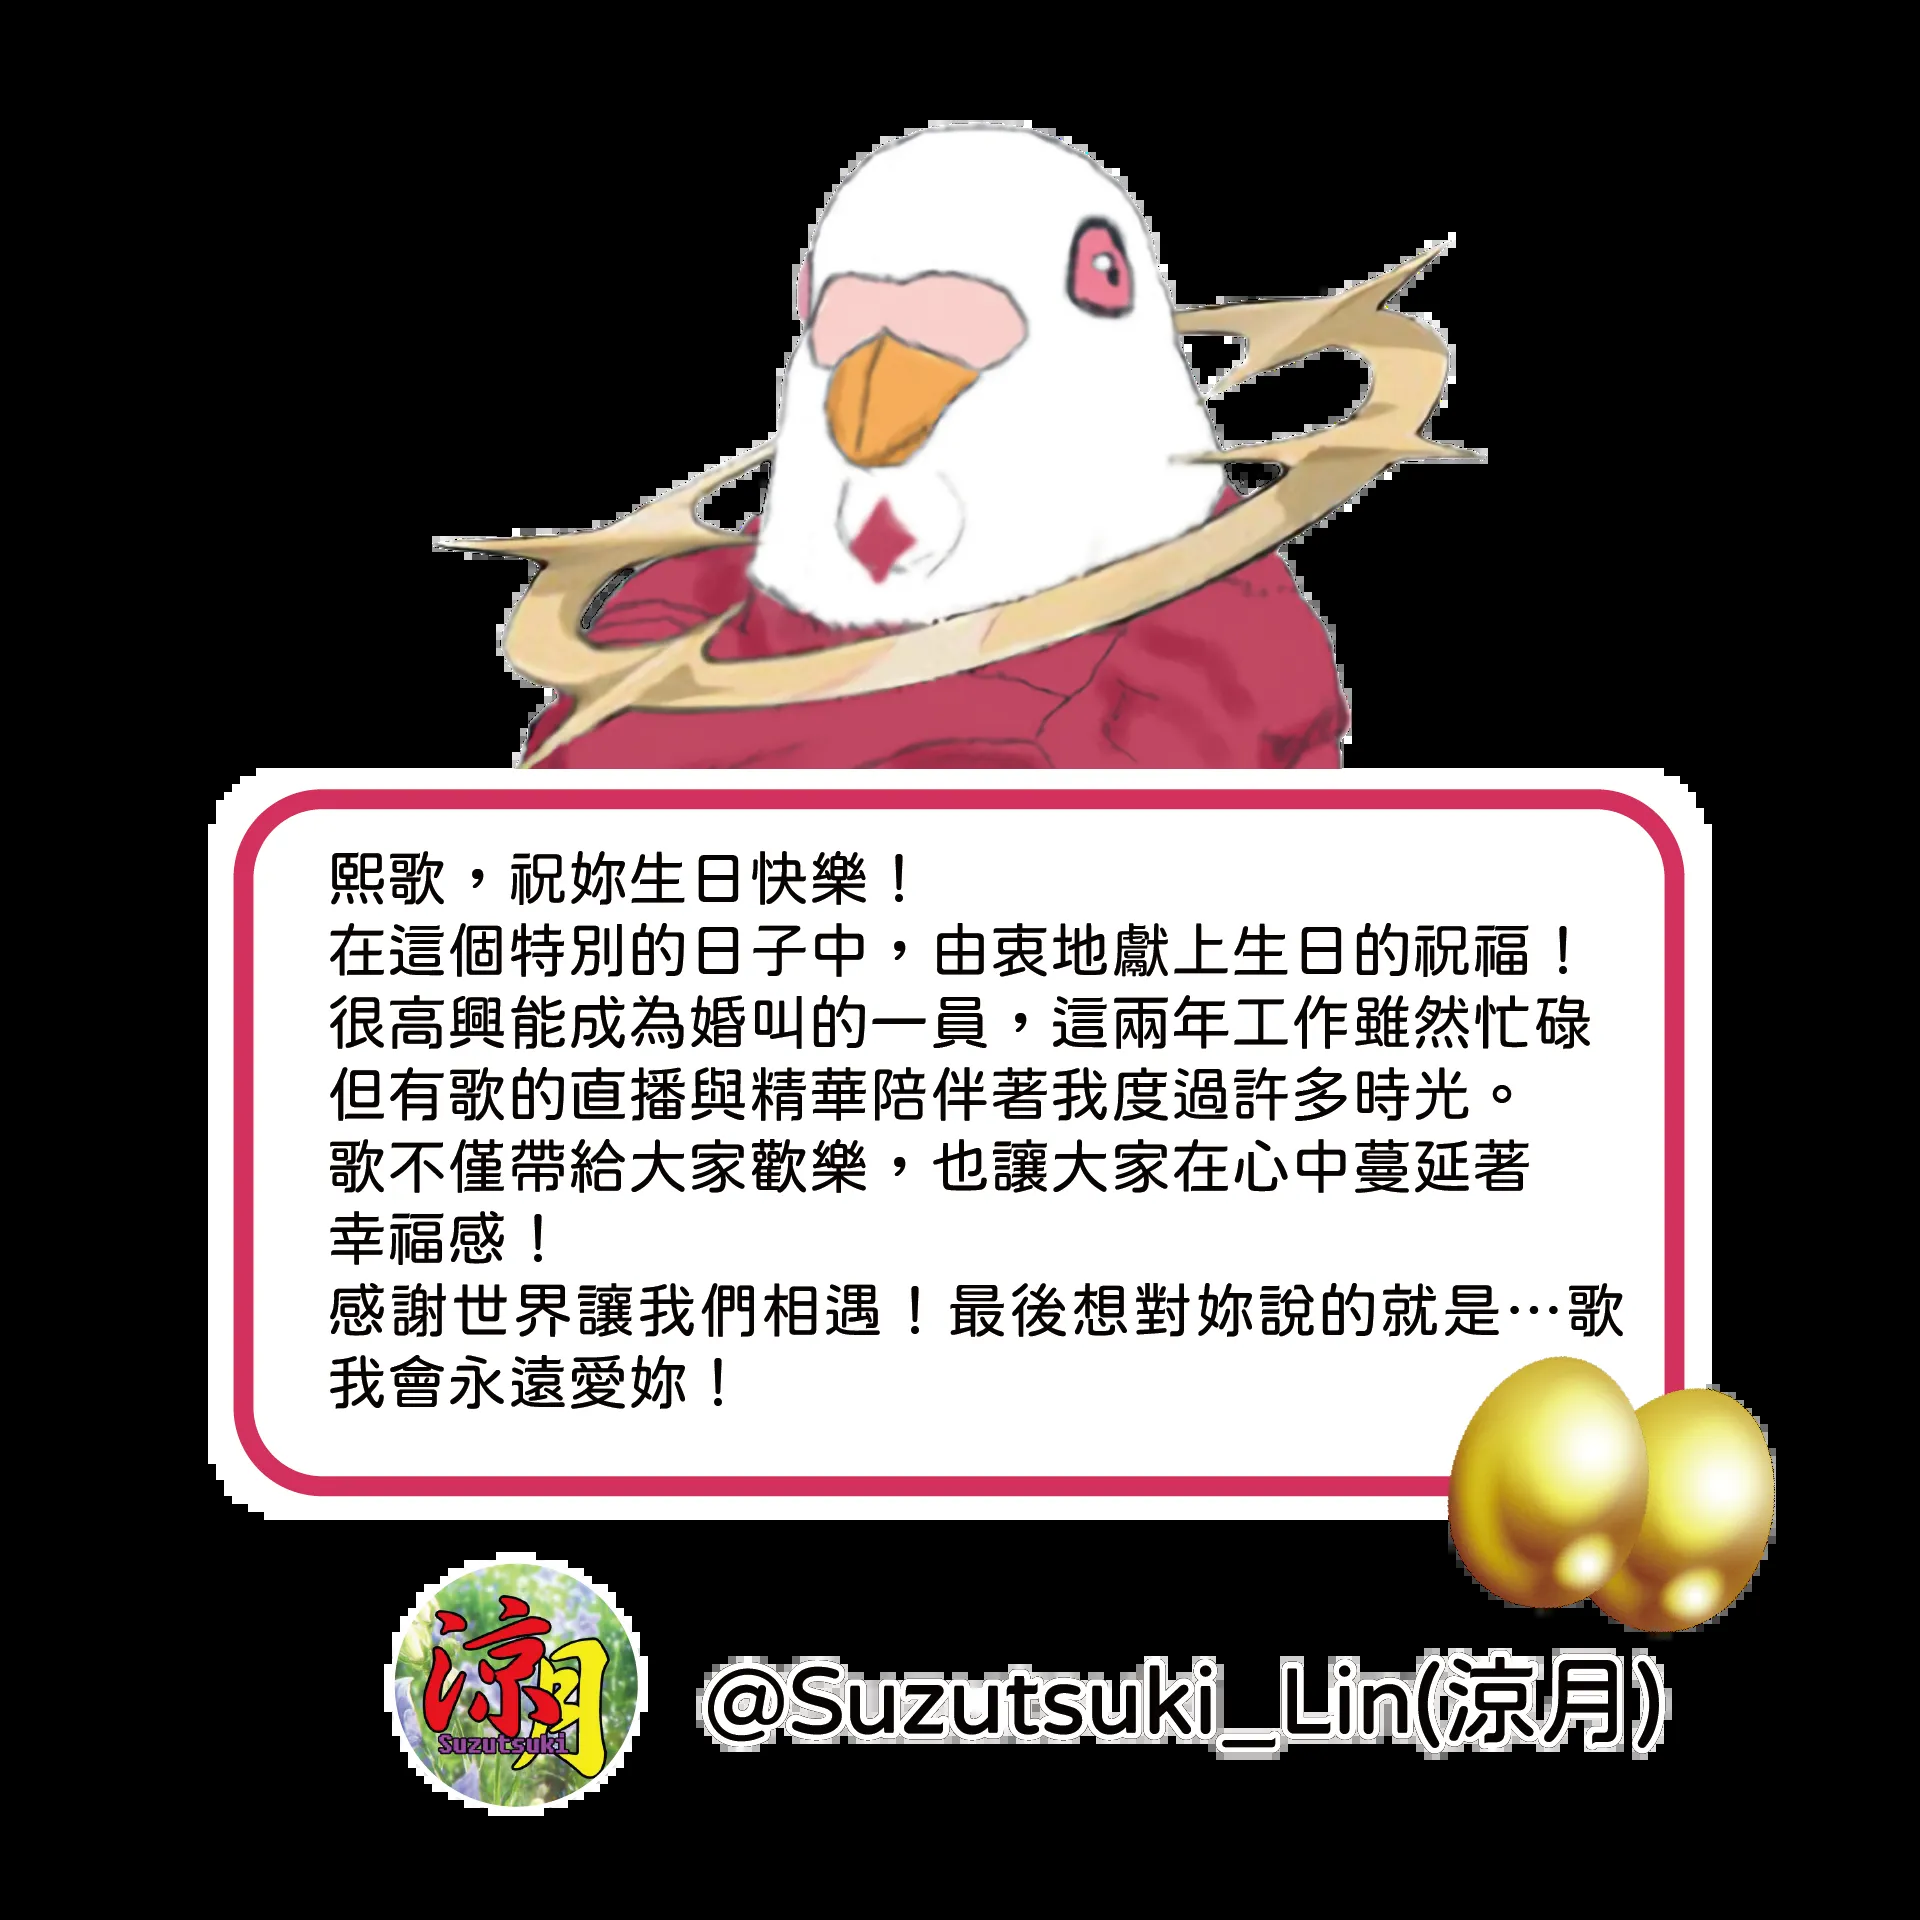 熙歌，祝妳生日快樂！
在這個特別的日子中，由衷地獻上生日的祝福！
很高興能成為婚叫的一員，這兩年工作雖然忙碌
但有歌的直播與精華陪伴著我度過許多時光。
歌不僅帶給大家歡樂，也讓大家在心中蔓延著
幸福感！
感謝世界讓我們相遇！最後想對妳說的就是⋯歌
我會永遠愛妳！
涼月
Suzutsuki
@Suzutsuki_Lin(涼月)